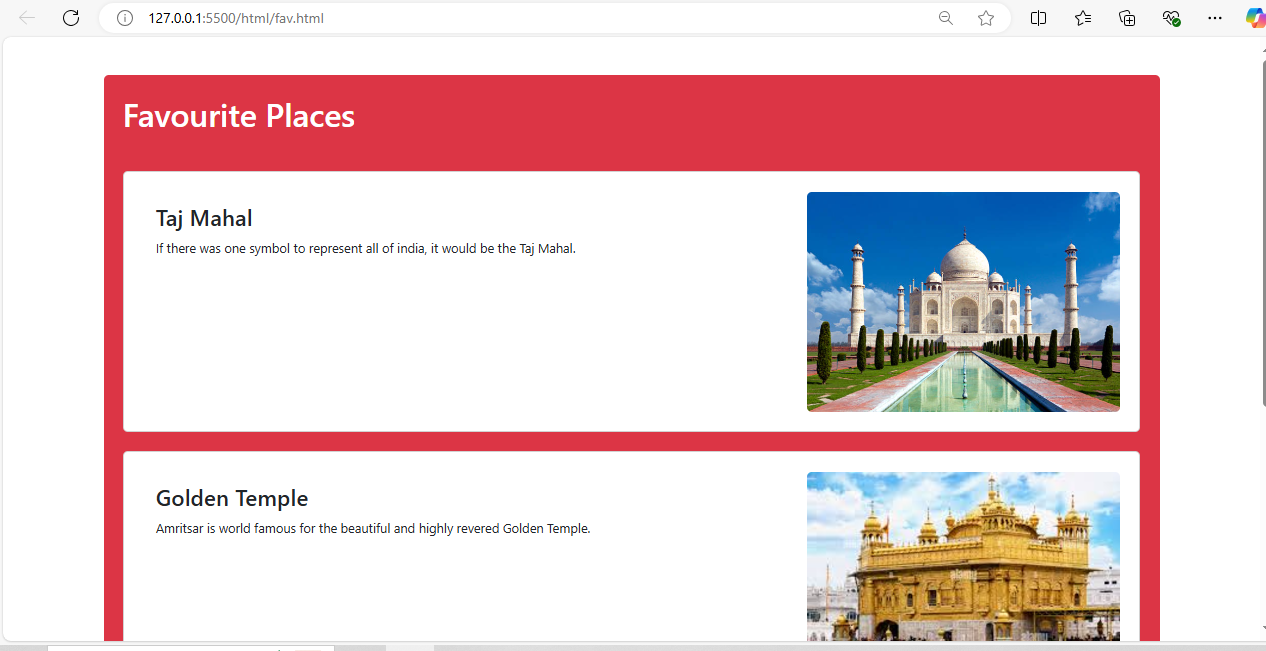 127.0.0.1:5500/html/fav.html
Favourite Places
Taj Mahal
If there was one symbol to represent all of india, it would be the Taj Mahal.
Golden Temple
Amritsar is world famous for the beautiful and highly revered Golden Temple.
alamy
alamy